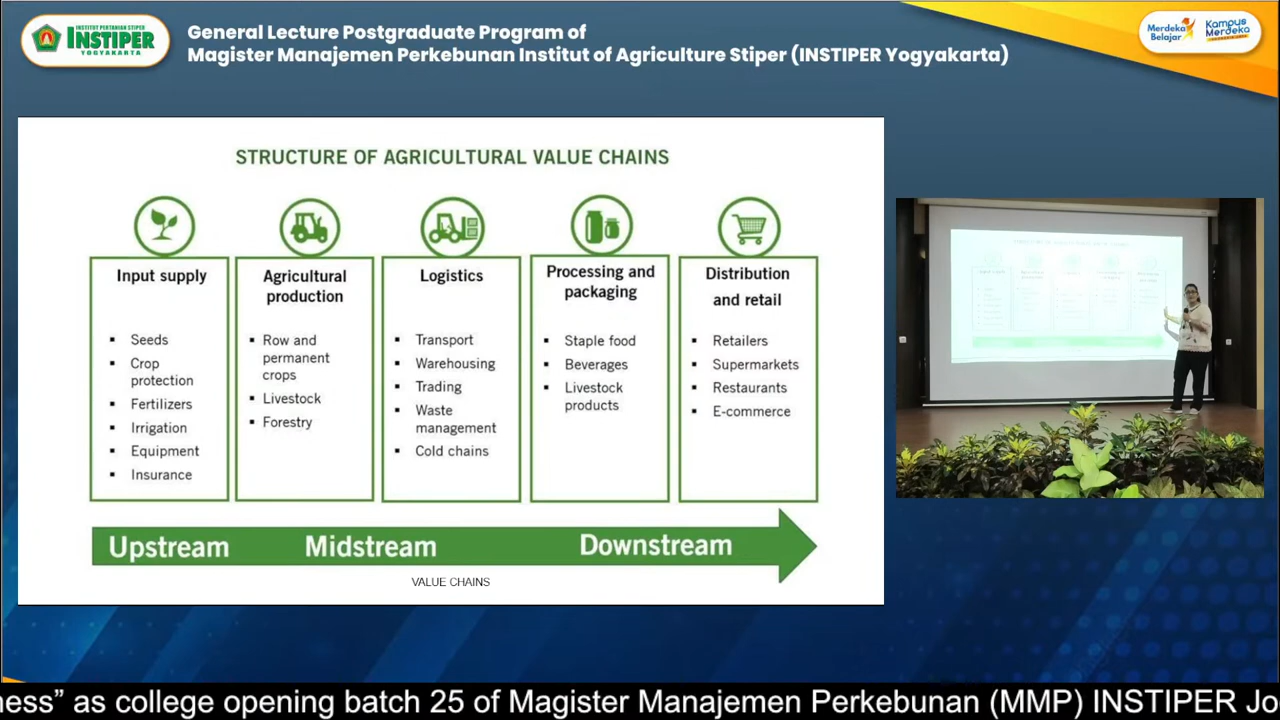 INSTITUT PERTANIAN STIPER
INSTIPER
YOGYAKARTA
General Lecture Postgraduate Program of
Magister Manajemen Perkebunan Institut of Agriculture Stiper (INSTIPER Yogyakarta)
Merdeka
Belajar
Kampus
Merdeka
STRUCTURE OF AGRICULTURAL VALUE CHAINS
Input supply
Seeds
Crop
protection
Fertilizers
Irrigation
Equipment
Insurance
Agricultural
production
Row and
permanent
crops
Livestock
Forestry
Logistics
Transport
Warehousing
Trading
Waste
management
Cold chains
Processing and
packaging
Staple food
Beverages
Livestock
products
Distribution
and retail
Retailers
Supermarkets
Restaurants
E-commerce
Upstream Midstream Downstream
VALUE CHAINS
ness” as college opening batch 25 of Magister Manajemen Perkebunan (MMP) INSTIPER Jo